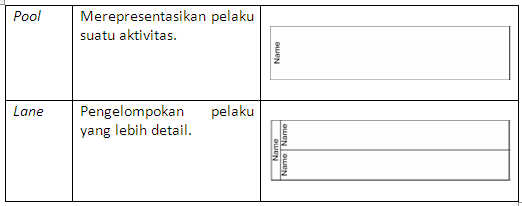 Pool
Merepresentasikan pelaku
suatu aktivitas.
Name
Lane
Pengelompokan pelaku
yang lebih detail.
Name
Name
Name